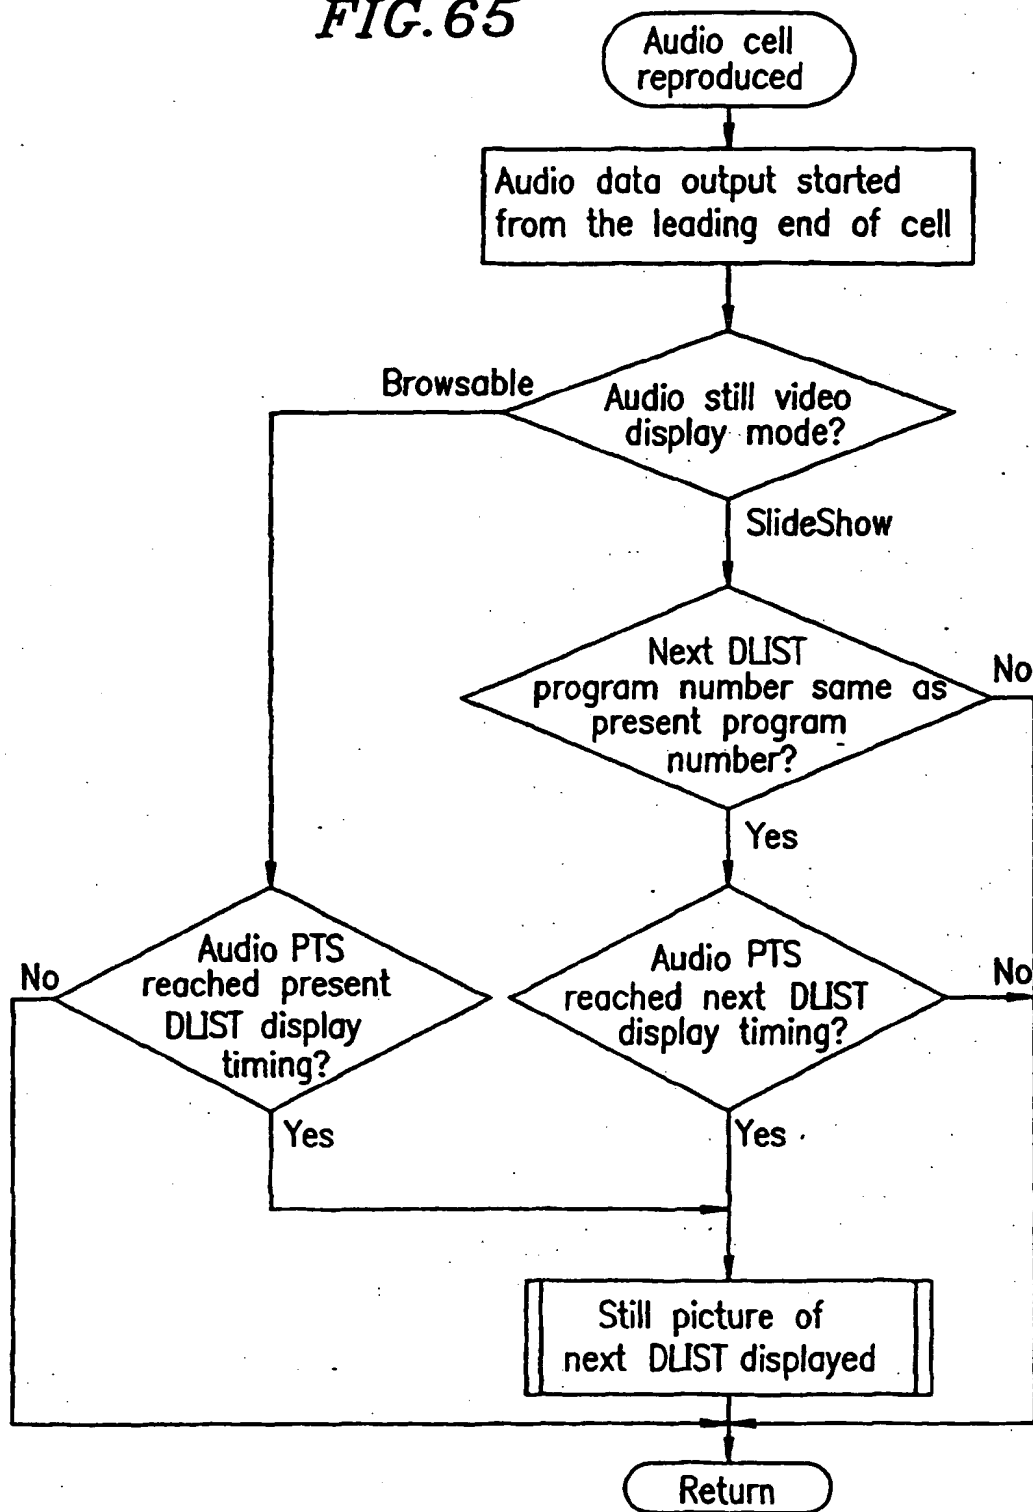 FIG.65
Audio cell
reproduced
Audio data output started
from the leading end of cell
Browsable
Audio still video
display mode?
SlideShow
Next DLIST
program number same as
present program
number?
No
Yes
Audio PTS
reached present
DLIST display
timing?
No
Yes
Audio PTS
reached next DLIST
display timing?
No
Yes
Still picture of
next DLIST displayed
Return